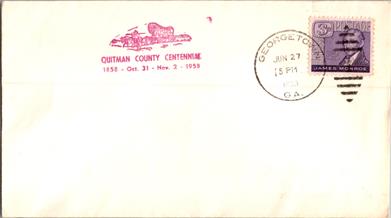 QUITMAN COUNTY CENTENNIAL
1858 - Oct. 31 - Nov. 2 - 1958
GEORGETOWN
JUN 27
5 PM
GA.
JAMES MONROE